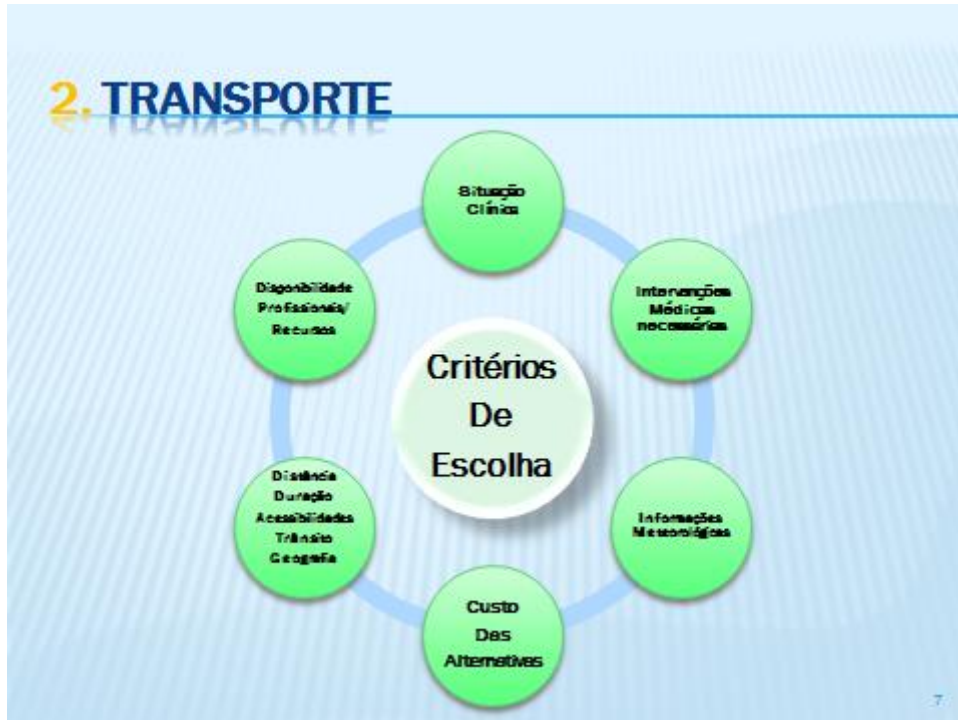 2. TRANSPORTE
Situação
Clínica
Intervenções
Médicas
necessárias
Informações
Meteorológicas
Custo
Das
Alternativas
Distância
Duração
Acessibilidades
Trânsito
Geografia
Disponibilidade
Profissionais/
Recursos
Critérios
De
Escolha
7